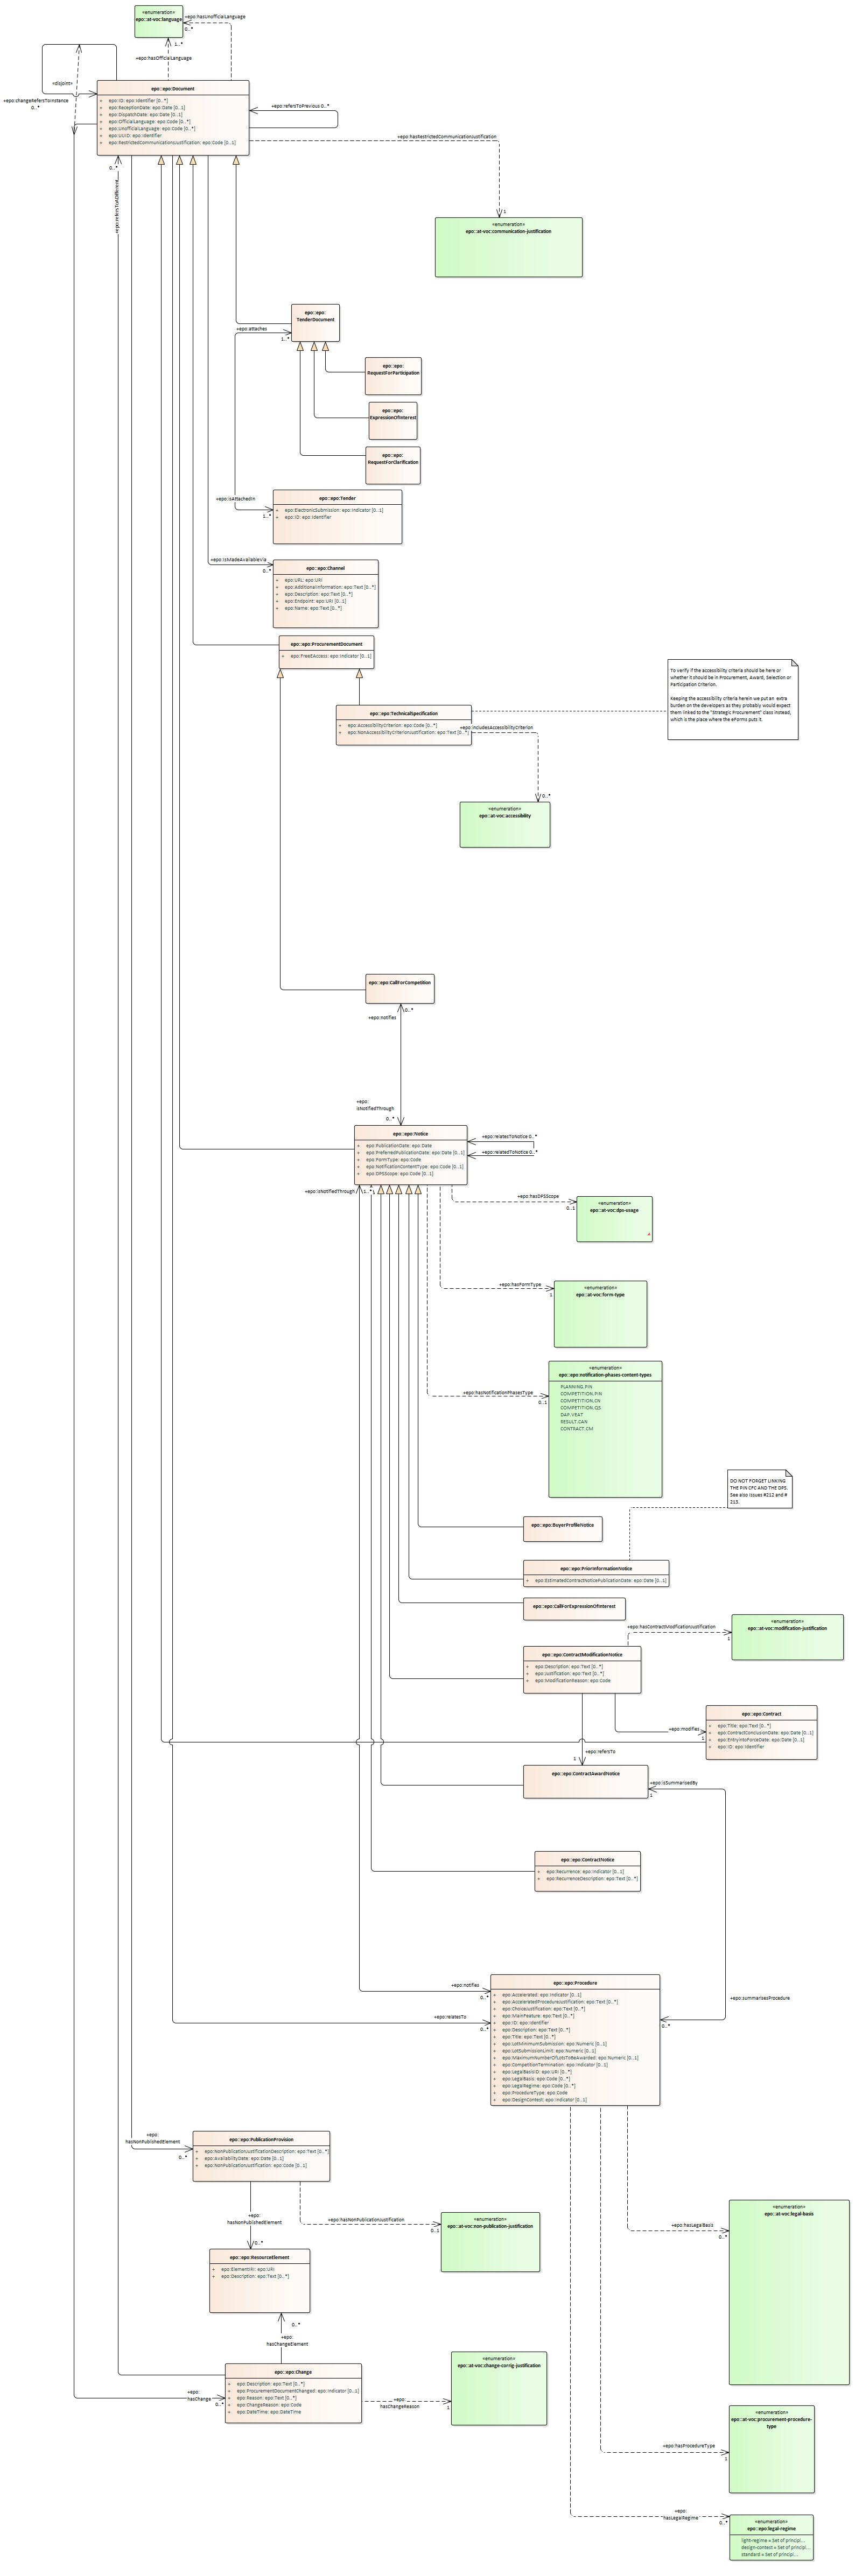 «enumeration»
epo::at-voc:language
+epo:hasUnofficialLanguage
0..*
1..*
+epo:hasOfficialLanguage
«disjoint»
+epo:changeRefersToInstance
0..*
epo::epo:Document
+ epo:ID: epo:Identifier [0..*]
+ epo:ReceptionDate: epo:Date [0..1]
+ epo:DispatchDate: epo:Date [0..1]
+ epo:OfficialLanguage: epo:Code [0..*]
+ epo:UnofficialLanguage: epo:Code [0..*]
+ epo:UUID: epo:Identifier
+ epo:RestrictedCommunicationsJustification: epo:Code [0..1]
+epo:refersToPrevious 0..*
+epo:hasRestrictedCommunicationJustification
1
0..*
«enumeration»
epo::at-voc:communication-justification
epo::epo:
TenderDocument
+epo:attaches
1..*
epo::epo:
RequestForParticipation
epo::epo:
ExpressionOfInterest
epo::epo:
RequestForClarification
+epo:isAttachedIn
1..*
epo::epo:Tender
+ epo:ElectronicSubmission: epo:Indicator [0..1]
+ epo:ID: epo:Identifier
+epo:isMadeAvailableVia
0..*
epo::epo:Channel
+ epo:URL: epo:URI
+ epo:AdditionalInformation: epo:Text [0..*]
+ epo:Description: epo:Text [0..*]
+ epo:Endpoint: epo:URI [0..1]
+ epo:Name: epo:Text [0..*]
epo::epo:ProcurementDocument
+ epo:FreeEAccess: epo:Indicator [0..1]
To verify if the accessibility criteria should be here or
whether it should be in Procurement, Award, Selection or
Participation Criterion.
Keeping the accessibility criteria herein we put an extra
burden on the developers as they probably would expect
them linked to the "Strategic Procurement" class instead,
which is the place where the eForms puts it.
epo::epo:TechnicalSpecification
+ epo:AccessibilityCriterion: epo:Code [0..*]
+ epo:NonAccessibilityCriterionJustification: epo:Text [0..*]
+epo:includesAccessibilityCriterion
0..*
«enumeration»
epo::at-voc:accessibility
epo::epo:CallForCompetition
0..*
+epo:notifies
+epo:
isNotifiedThrough
0..*
epo::epo:Notice
+ epo:PublicationDate: epo:Date
+ epo:PreferredPublicationDate: epo:Date [0..1]
+ epo:FormType: epo:Code
+ epo:NotificationContentType: epo:Code [0..1]
+ epo:DPSScope: epo:Code [0..1]
+epo:relatesToNotice 0..*
+epo:relatedToNotice 0..*
+epo:isNotifiedThrough
1..*
+epo:hasDPSScope
0..1
«enumeration»
epo::at-voc:dps-usage
+epo:hasFormType
1
«enumeration»
epo::at-voc:form-type
+epo:hasNotificationPhasesType
0..1
«enumeration»
epo::epo:notification-phases-content-types
PLANNING.PIN
COMPETITION.PIN
COMPETITION.CN
COMPETITION.QS
DAP.VEAT
RESULT.CAN
CONTRACT.CM
DO NOT FORGET LINKING
THE PIN CFC AND THE DPS.
See also issues #212 and #
213.
epo::epo:BuyerProfileNotice
epo::epo:PriorInformationNotice
+ epo:EstimatedContractNoticePublicationDate: epo:Date [0..1]
epo::epo:CallForExpressionOfInterest
+epo:hasContractModificationJustification
1
«enumeration»
epo::at-voc:modification-justification
epo::epo:ContractModificationNotice
+ epo:Description: epo:Text [0..*]
+ epo:Justification: epo:Text [0..*]
+ epo:ModificationReason: epo:Code
+epo:modifies
1
epo::epo:Contract
+ epo:Title: epo:Text [0..*]
+ epo:ContractConclusionDate: epo:Date [0..1]
+ epo:EntryIntoForceDate: epo:Date [0..1]
+ epo:ID: epo:Identifier
+epo:refersTo
1
epo::epo:ContractAwardNotice
+epo:isSummarisedBy
1
epo::epo:ContractNotice
+ epo:Recurrence: epo:Indicator [0..1]
+ epo:RecurrenceDescription: epo:Text [0..*]
+epo:notifies
0..*
+epo:relatesTo
0..*
epo::epo:Procedure
+ epo:Accelerated: epo:Indicator [0..1]
+ epo:AcceleratedProcedureJustification: epo:Text [0..*]
+ epo:ChoiceJustification: epo:Text [0..*]
+ epo:MainFeature: epo:Text [0..*]
+ epo:ID: epo:Identifier
+ epo:Description: epo:Text [0..*]
+ epo:Title: epo:Text [0..*]
+ epo:LotMinimumSubmission: epo:Numeric [0..1]
+ epo:LotSubmissionLimit: epo:Numeric [0..1]
+ epo:MaximumNumberOfLotsToBeAwarded: epo:Numeric [0..1]
+ epo:CompetitionTermination: epo:Indicator [0..1]
+ epo:LegalBasisID: epo:URI [0..*]
+ epo:LegalBasis: epo:Code [0..*]
+ epo:LegalRegime: epo:Code [0..*]
+ epo:ProcedureType: epo:Code
+ epo:DesignContest: epo:Indicator [0..1]
+epo:summarisesProcedure
0..*
+epo:
hasNonPublishedElement
0..*
epo::epo:PublicationProvision
+ epo:NonPublicationJustificationDescription: epo:Text [0..*]
+ epo:AvailabilityDate: epo:Date [0..1]
+ epo:NonPublicationJustification: epo:Code [0..1]
+epo:
hasNonPublishedElement
0..*
+epo:hasNonPublicationJustification
0..1
«enumeration»
epo::at-voc:non-publication-justification
+epo:hasLegalBasis
0..*
«enumeration»
epo::at-voc:legal-basis
epo::epo:ResourceElement
+ epo:ElementIRI: epo:URI
+ epo:Description: epo:Text [0..*]
0..*
+epo:
hasChangeElement
epo::epo:Change
+ epo:Description: epo:Text [0..*]
+ epo:ProcurementDocumentChanged: epo:Indicator [0..1]
+ epo:Reason: epo:Text [0..*]
+ epo:ChangeReason: epo:Code
+ epo:DateTime: epo:DateTime
+epo:
hasChange
0..*
+epo:
hasChangeReason
1
«enumeration»
epo::at-voc:change-corrig-justification
+epo:hasProcedureType
1
«enumeration»
epo::at-voc:procurement-procedure-
type
+epo:
hasLegalRegime
0..*
«enumeration»
epo::epo:legal-regime
light-regime = Set of principl...
design-contest = Set of principl...
standard = Set of principl...